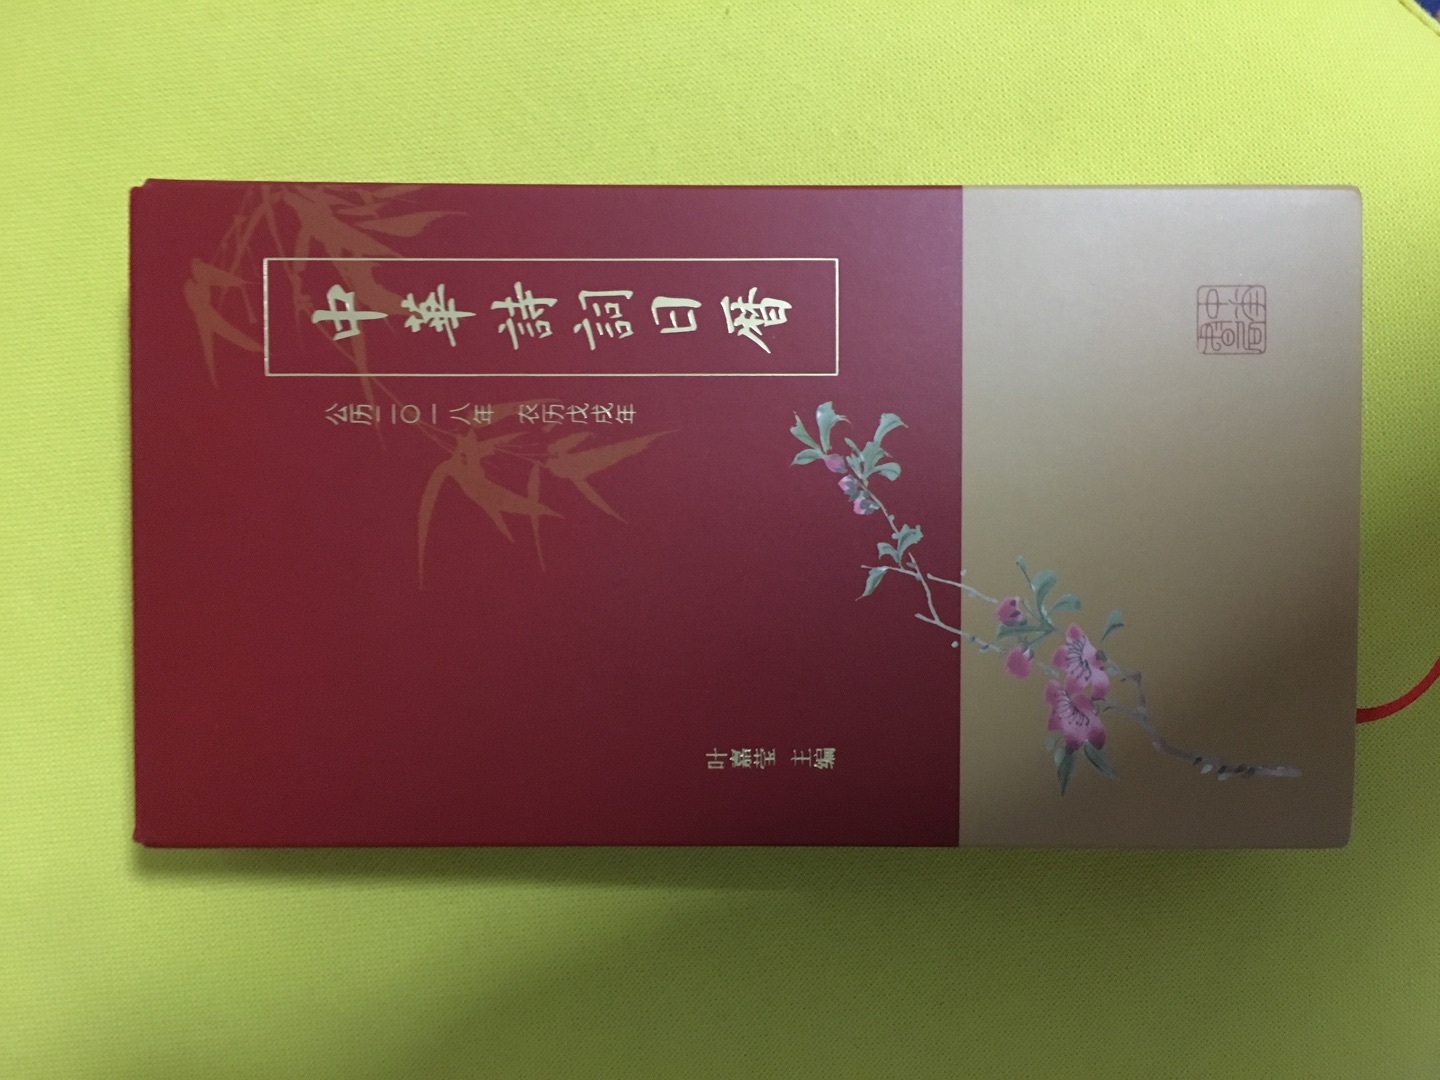 中華詩詞日曆
公历二〇一八年 农历戊戌年
叶嘉莹 主编